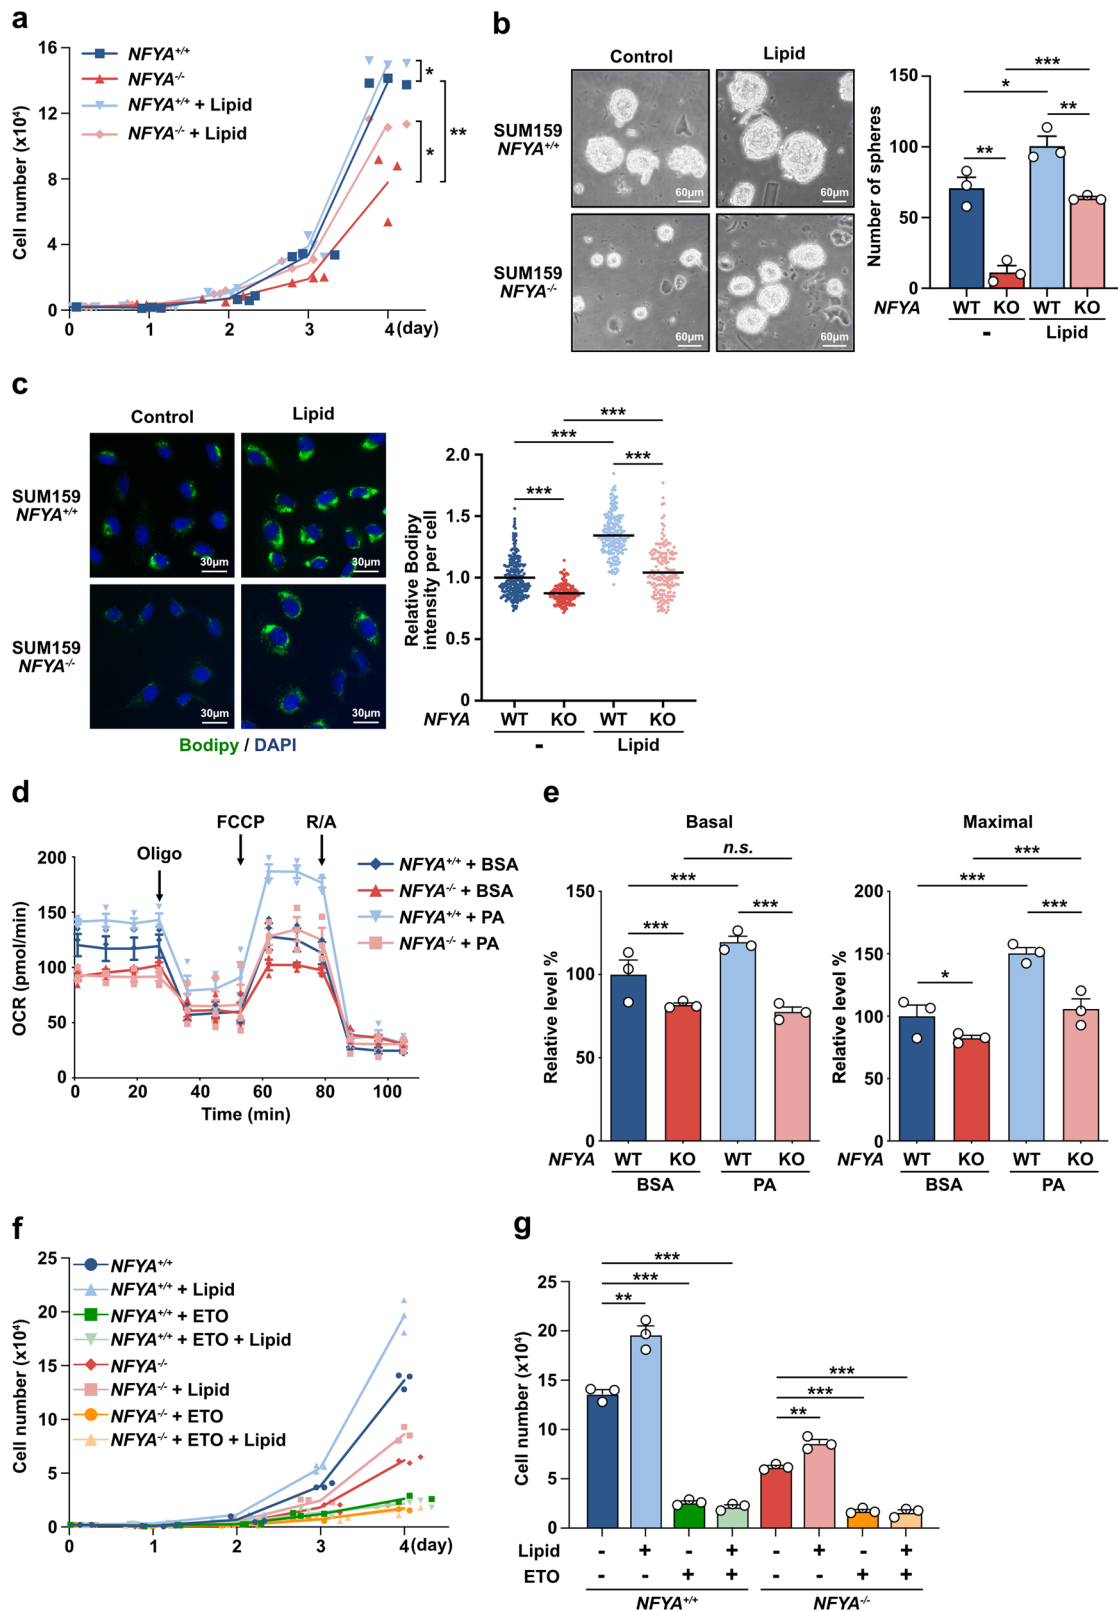 a
16
12
8
4
0
Cell number (x10⁴)
0 1 2 3 4 (day)
NFYA+/+
NFYA-/-
NFYA+/+ + Lipid
NFYA-/- + Lipid
*
*
**
b
Control Lipid
SUM159
NFYA+/+
SUM159
NFYA-/-
60µm 60µm
60µm 60µm
150
100
50
0
Number of spheres
***
*
**
**
NFYA WT KO WT KO
- Lipid
c
Control Lipid
SUM159
NFYA+/+
SUM159
NFYA-/-
30µm 30µm
30µm 30µm
Bodipy / DAPI
Relative Bodipy
intensity per cell
2.0
1.5
1.0
0.5
0
***
***
***
***
NFYA WT KO WT KO
- Lipid
d
OCR (pmol/min)
200
150
100
50
0
Oligo
FCCP
R/A
0 20 40 60 80 100
Time (min)
NFYA+/+ + BSA
NFYA-/- + BSA
NFYA+/+ + PA
NFYA-/- + PA
e
Basal
Relative level %
150
100
50
0
n.s.
***
***
***
NFYA WT KO WT KO
BSA PA
Maximal
Relative level %
200
150
100
50
0
***
***
***
*
NFYA WT KO WT KO
BSA PA
f
Cell number (x10⁴)
25
20
15
10
5
0
0 1 2 3 4 (day)
NFYA+/+
NFYA+/+ + Lipid
NFYA+/+ + ETO
NFYA+/+ + ETO + Lipid
NFYA-/-
NFYA-/- + Lipid
NFYA-/- + ETO
NFYA-/- + ETO + Lipid
g
Cell number (x10⁴)
25
20
15
10
5
0
***
***
**
***
***
**
Lipid - + - + - + - +
ETO - - + + - - + +
NFYA+/+ NFYA-/-